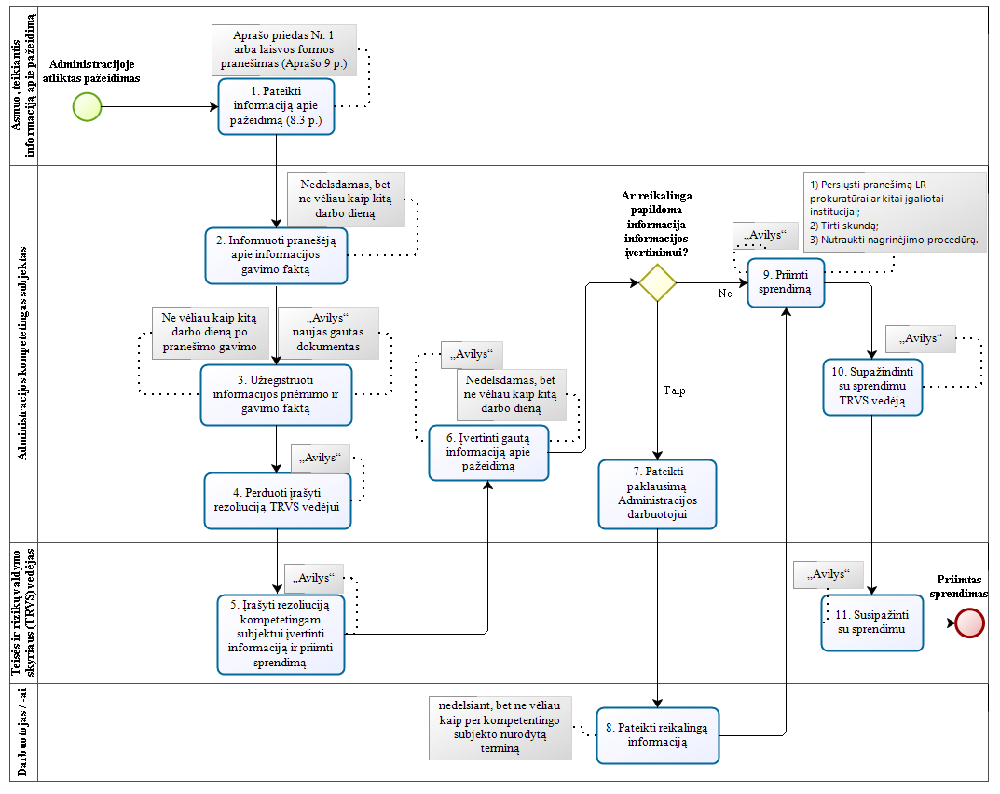 Asmuo, teikiantis
informaciją apie pažeidimą
Administracijoje
atliktas pažeidimas
Aprašo priedas Nr. 1
arba laisvos formos
pranešimas (Aprašo 9 p.)
1. Pateikti
informaciją apie
pažeidimą (8.3 p.)
Administracijos kompetetingas subjektas
Nedelsdamas, bet
ne vėliau kaip kitą
darbo dieną
2. Informuoti pranešėją
apie informacijos
gavimo faktą
Ne vėliau kaip kitą
darbo dieną po
pranešimo gavimo
„Avilys“
naujas gautas
dokumentas
3. Užregistruoti
informacijos priėmimo ir
gavimo faktą
„Avilys“
4. Perduoti įrašyti
rezoliuciją TRVS vedėjui
„Avilys“
Nedelsdamas, bet
ne vėliau kaip kitą
darbo dieną
6. Įvertinti gautą
informaciją apie
pažeidimą
Ar reikalinga
papildoma
informacija
informacijos
įvertinimui?
Ne
Taip
7. Pateikti
paklausimą
Administracijos
darbuotojui
„Avilys“
1) Persiųsti pranešimą LR
prokuratūrai ar kitai įgaliotai
institucijai;
2) Tirti skundą;
3) Nutraukti nagrinėjimo procedūrą.
9. Priimti
sprendimą
„Avilys“
10. Supažindinti
su sprendimu
TRVS vedėją
Teisės ir rizikų valdymo
skyriaus (TRVS) vedėjas
„Avilys“
5. Įrašyti rezoliuciją
kompetetingam
subjektui įvertinti
informaciją ir priimti
sprendimą
„Avilys“
11. Susipažinti
su sprendimu
Priimtas
sprendimas
Darbuotojas / -ai
nedelsiant, bet ne vėliau
kaip per kompetentingo
subjekto nurodytą
terminą
8. Pateikti reikalingą
informaciją